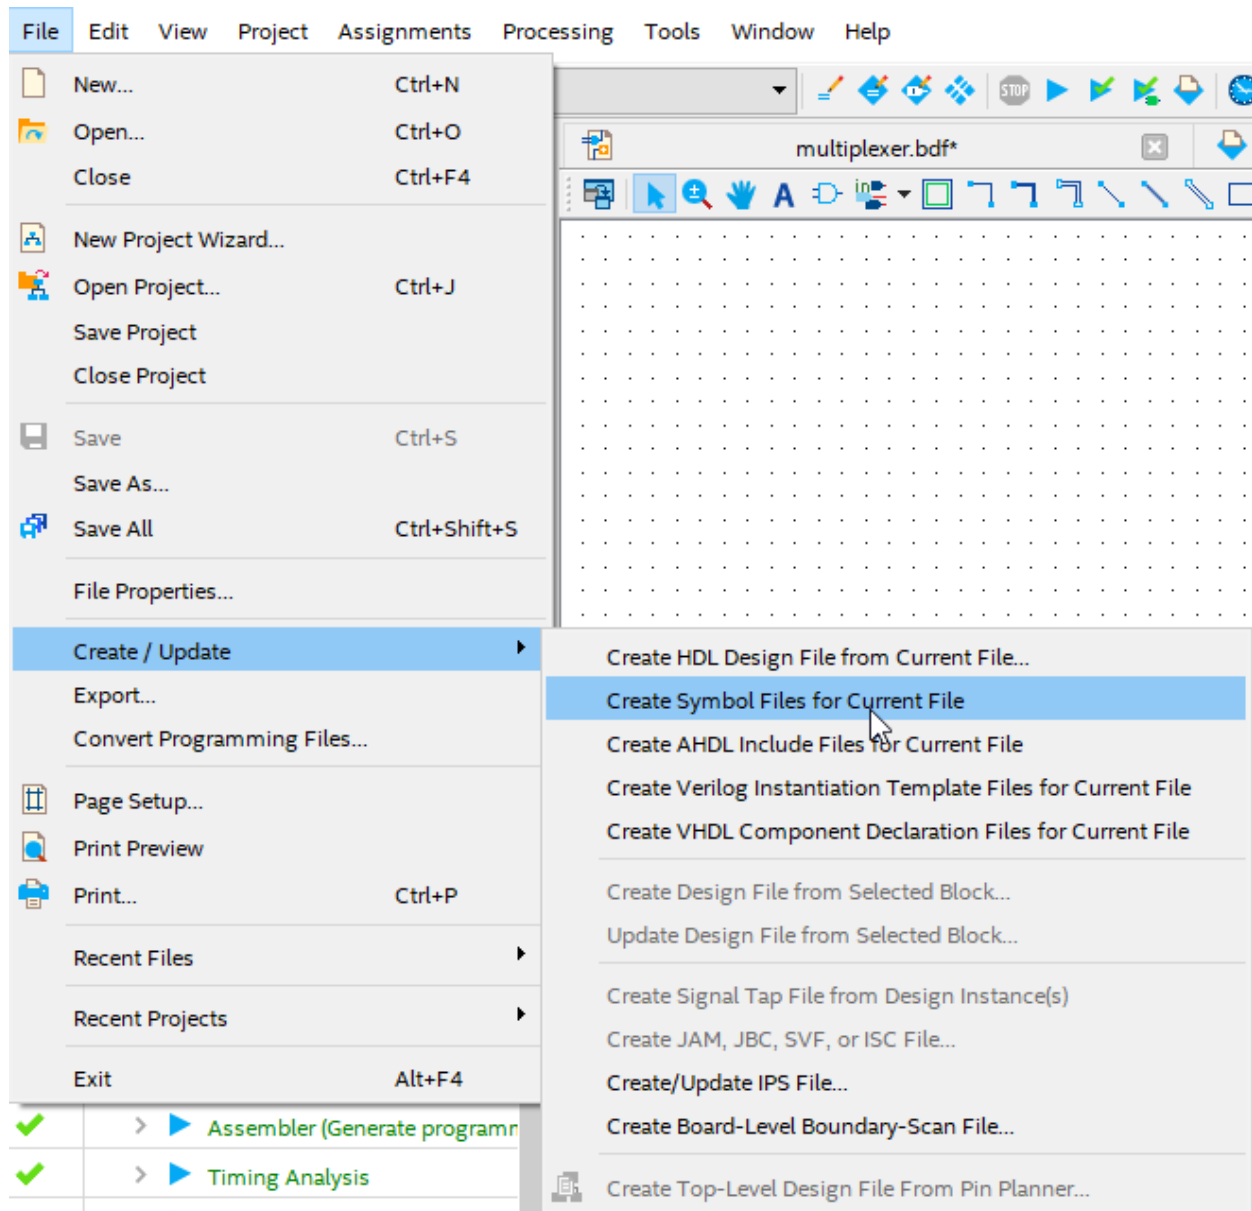 File Edit View Project Assignments Processing Tools Window Help
New... Ctrl+N
STOP
Open... Ctrl+O
multiplexer.bdf*
Close Ctrl+F4
A
New Project Wizard...
Open Project... Ctrl+J
Save Project
Close Project
Save Ctrl+S
Save As...
Save All Ctrl+Shift+S
File Properties...
Create / Update
Create HDL Design File from Current File...
Export...
Create Symbol Files for Current File
Convert Programming Files...
Create AHDL Include Files for Current File
Page Setup...
Create Verilog Instantiation Template Files for Current File
Print Preview
Create VHDL Component Declaration Files for Current File
Print... Ctrl+P
Create Design File from Selected Block...
Update Design File from Selected Block...
Recent Files
Create Signal Tap File from Design Instance(s)
Recent Projects
Create JAM, JBC, SVF, or ISC File...
Exit Alt+F4
Create/Update IPS File...
Assembler (Generate programm
Create Board-Level Boundary-Scan File...
Timing Analysis
Create Top-Level Design File From Pin Planner...